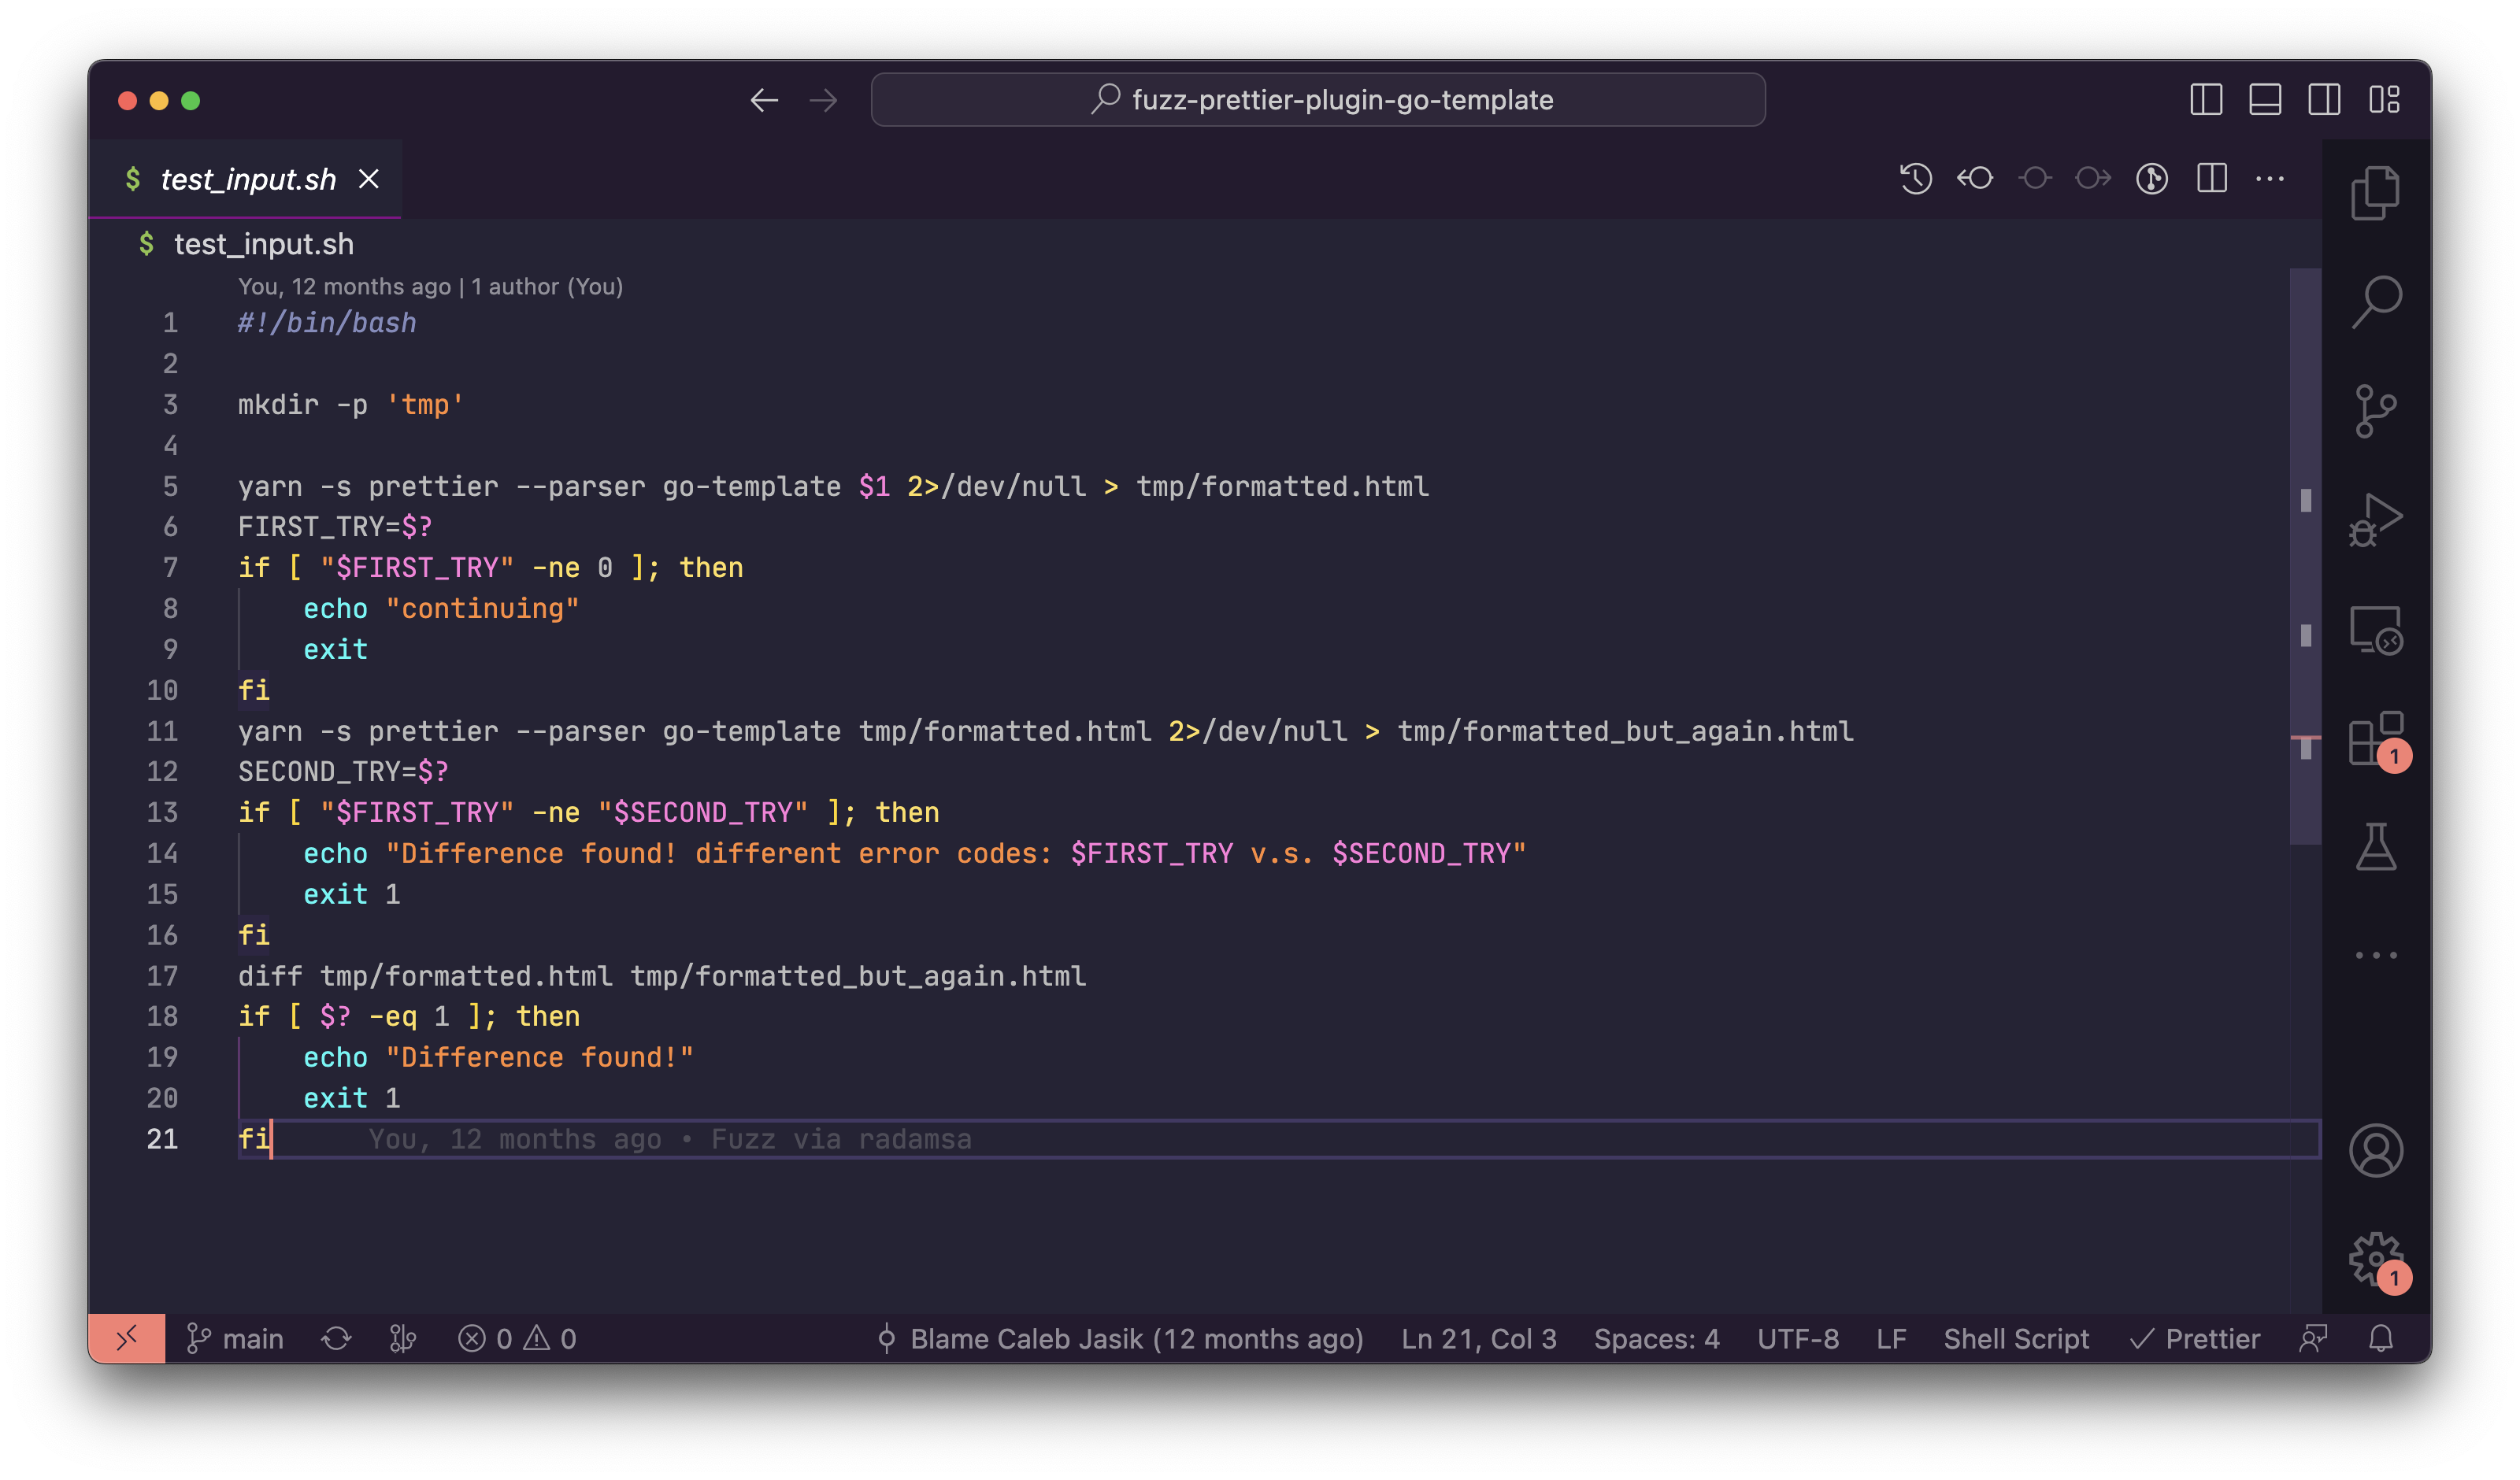 fuzz-prettier-plugin-go-template
$ test_input.sh
$ test_input.sh
You, 12 months ago | 1 author (You)
1 #!/bin/bash
2
3 mkdir -p 'tmp'
4
5 yarn -s prettier --parser go-template $1 2>/dev/null > tmp/formatted.html
6 FIRST_TRY=$?
7 if [ "$FIRST_TRY" -ne 0 ]; then
8     echo "continuing"
9     exit
10 fi
11 yarn -s prettier --parser go-template tmp/formatted.html 2>/dev/null > tmp/formatted_but_again.html
12 SECOND_TRY=$?
13 if [ "$FIRST_TRY" -ne "$SECOND_TRY" ]; then
14     echo "Difference found! different error codes: $FIRST_TRY v.s. $SECOND_TRY"
15     exit 1
16 fi
17 diff tmp/formatted.html tmp/formatted_but_again.html
18 if [ $? -eq 1 ]; then
19     echo "Difference found!"
20     exit 1
21 fi You, 12 months ago • Fuzz via radamsa
1
1
main 0 0 Blame Caleb Jasik (12 months ago) Ln 21, Col 3 Spaces: 4 UTF-8 LF Shell Script Prettier